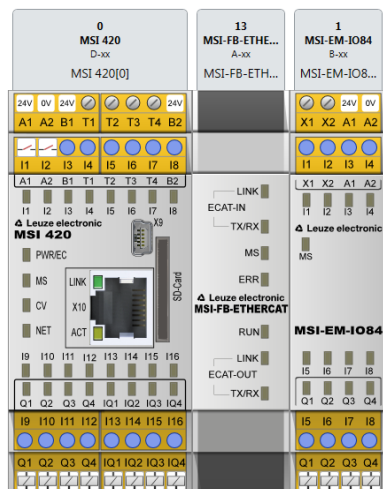 0
MSI 420
D-xx
MSI 420[0]
13
MSI-FB-ETHE...
A-xx
MSI-FB-ETH...
1
MSI-EM-IO84
B-xx
MSI-EM-IO8...
24V 0V 24V 24V
A1 A2 B1 T1 T2 T3 T4 B2
I1 I2 I3 I4 I5 I6 I7 I8
A1 A2 B1 T1 T2 T3 T4 B2
I1 I2 I3 I4 I5 I6 I7 I8
Leuze electronic
MSI 420
X9
PWR/EC
MS
CV
NET
LINK
X10
ACT
SD-Card
I9 I10 I11 I12 I13 I14 I15 I16
Q1 Q2 Q3 Q4 IQ1 IQ2 IQ3 IQ4
I9 I10 I11 I12 I13 I14 I15 I16
Q1 Q2 Q3 Q4 IQ1 IQ2 IQ3 IQ4
LINK
ECAT-IN
TX/RX
MS
ERR
Leuze electronic
MSI-FB-ETHERCAT
RUN
LINK
ECAT-OUT
TX/RX
24V 0V
X1 X2 A1 A2
I1 I2 I3 I4
X1 X2 A1 A2
I1 I2 I3 I4
Leuze electronic
MS
MSI-EM-IO84
I5 I6 I7 I8
Q1 Q2 Q3 Q4
I5 I6 I7 I8
Q1 Q2 Q3 Q4